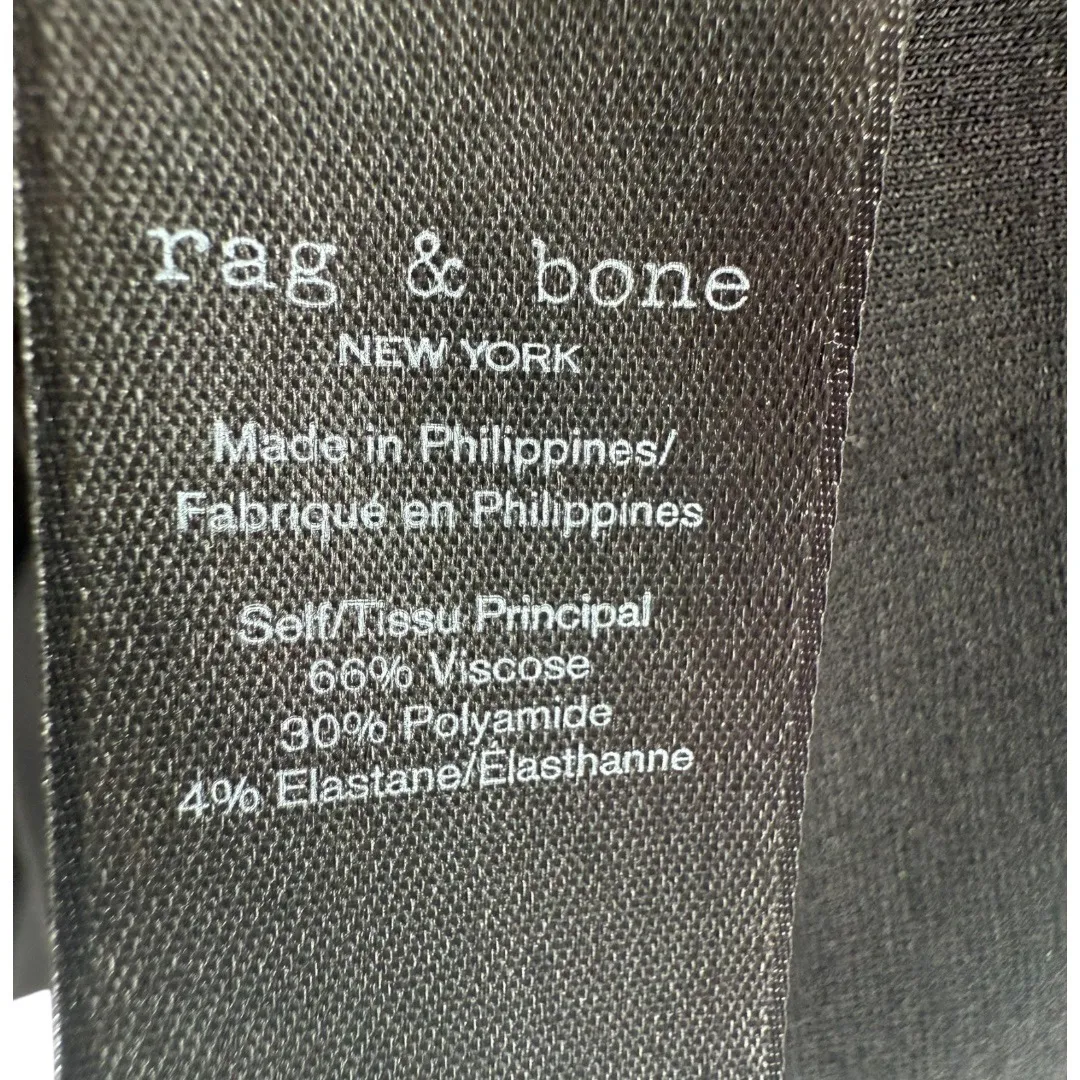 rag & bone
NEW YORK
Made in Philippines/
Fabriqué en Philippines
Self/Tissu Principal
66% Viscose
30% Polyamide
4% Elastane/Élasthanne